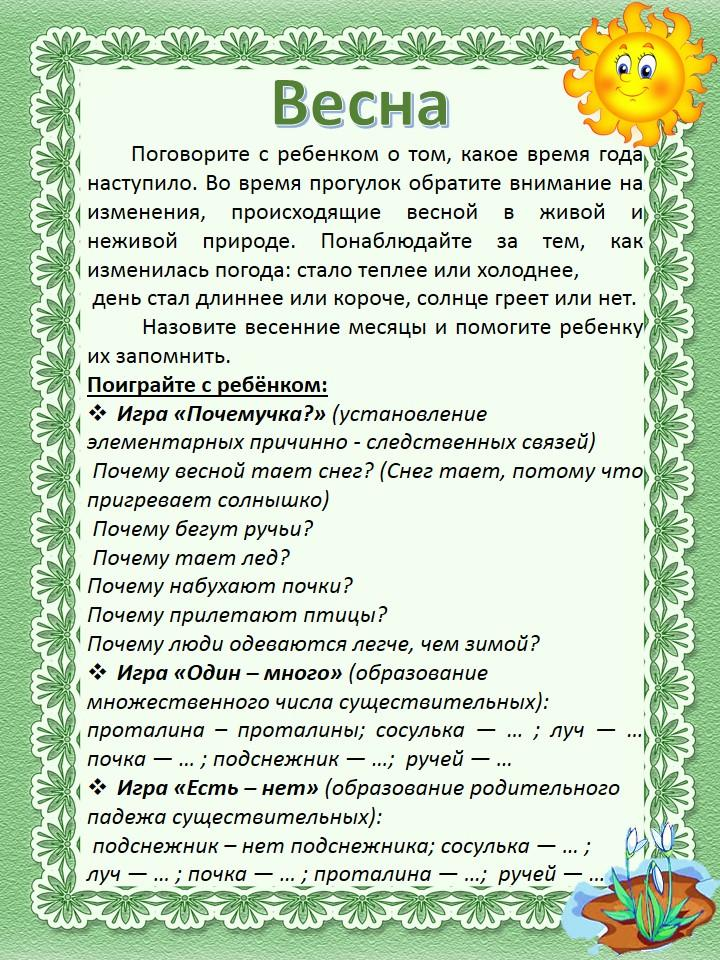 Весна
Поговорите с ребенком о том, какое время года
наступило. Во время прогулок обратите внимание на
изменения, происходящие весной в живой и
неживой природе. Понаблюдайте за тем, как
изменилась погода: стало теплее или холоднее,
день стал длиннее или короче, солнце греет или нет.
Назовите весенние месяцы и помогите ребенку
их запомнить.
Поиграйте с ребёнком:
❖ Игра «Почемучка?» (установление
элементарных причинно - следственных связей)
Почему весной тает снег? (Снег тает, потому что
пригревает солнышко)
Почему бегут ручьи?
Почему тает лед?
Почему набухают почки?
Почему прилетают птицы?
Почему люди одеваются легче, чем зимой?
❖ Игра «Один – много» (образование
множественного числа существительных):
проталина – проталины; сосулька — … ; луч — …
почка — … ; подснежник — …; ручей — …
❖ Игра «Есть – нет» (образование родительного
падежа существительных):
подснежник – нет подснежника; сосулька — … ;
луч — … ; почка — … ; проталина — …; ручей — …